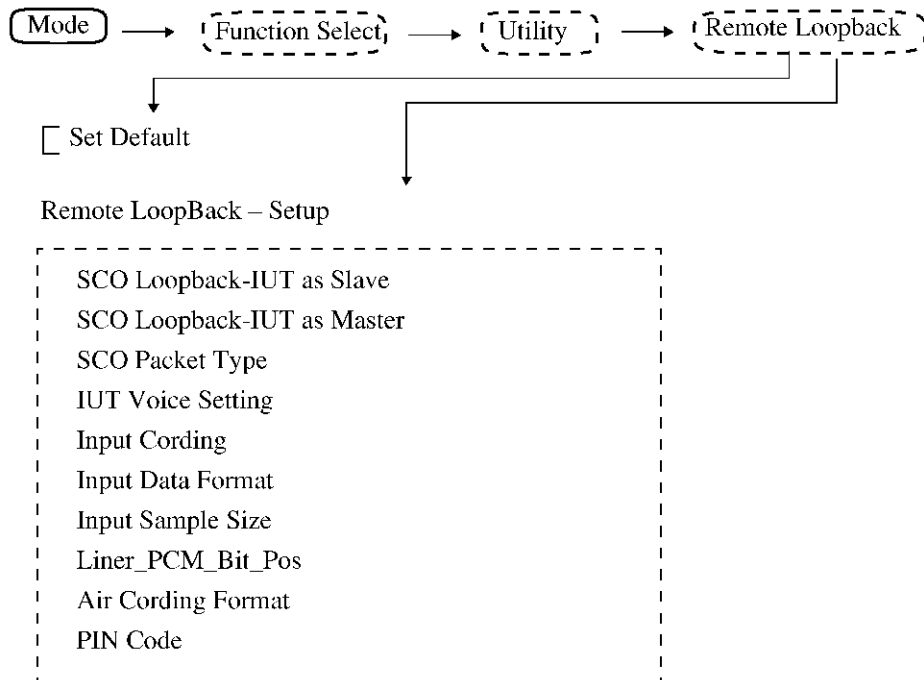 Mode Function Select Utility Remote Loopback
Set Default
Remote LoopBack – Setup
SCO Loopback-IUT as Slave
SCO Loopback-IUT as Master
SCO Packet Type
IUT Voice Setting
Input Cording
Input Data Format
Input Sample Size
Liner_PCM_Bit_Pos
Air Cording Format
PIN Code